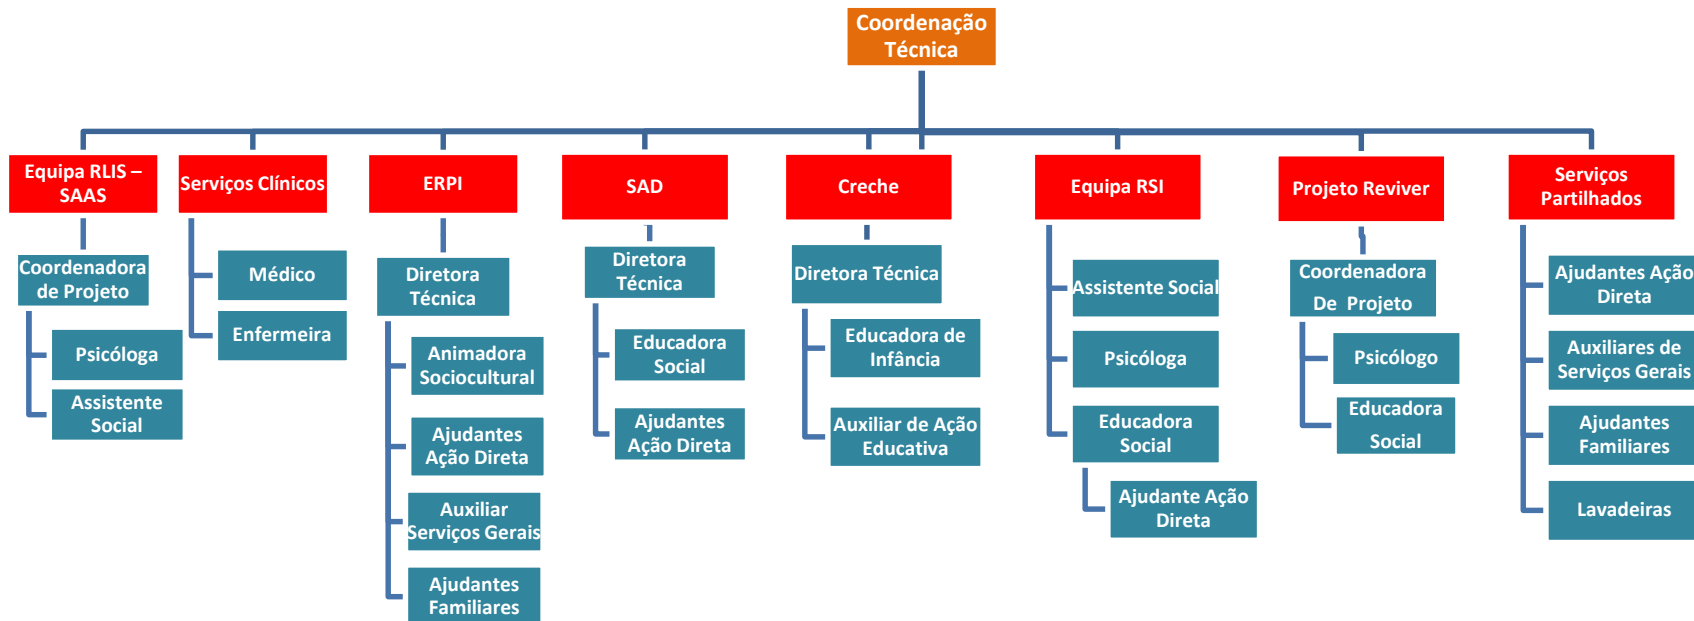 Coordenação
Técnica
Equipa RLIS –
SAAS
Serviços Clínicos
ERPI
SAD
Creche
Equipa RSI
Projeto Reviver
Serviços
Partilhados
Coordenadora
de Projeto
Psicóloga
Assistente
Social
Médico
Enfermeira
Diretora
Técnica
Animadora
Sociocultural
Ajudantes
Ação Direta
Auxiliar
Serviços Gerais
Ajudantes
Familiares
Diretora
Técnica
Educadora
Social
Ajudantes
Ação Direta
Diretora Técnica
Educadora de
Infância
Auxiliar de Ação
Educativa
Assistente Social
Psicóloga
Educadora
Social
Ajudante Ação
Direta
Coordenadora
De Projeto
Psicólogo
Educadora
Social
Ajudantes Ação
Direta
Auxiliares de
Serviços Gerais
Ajudantes
Familiares
Lavadeiras